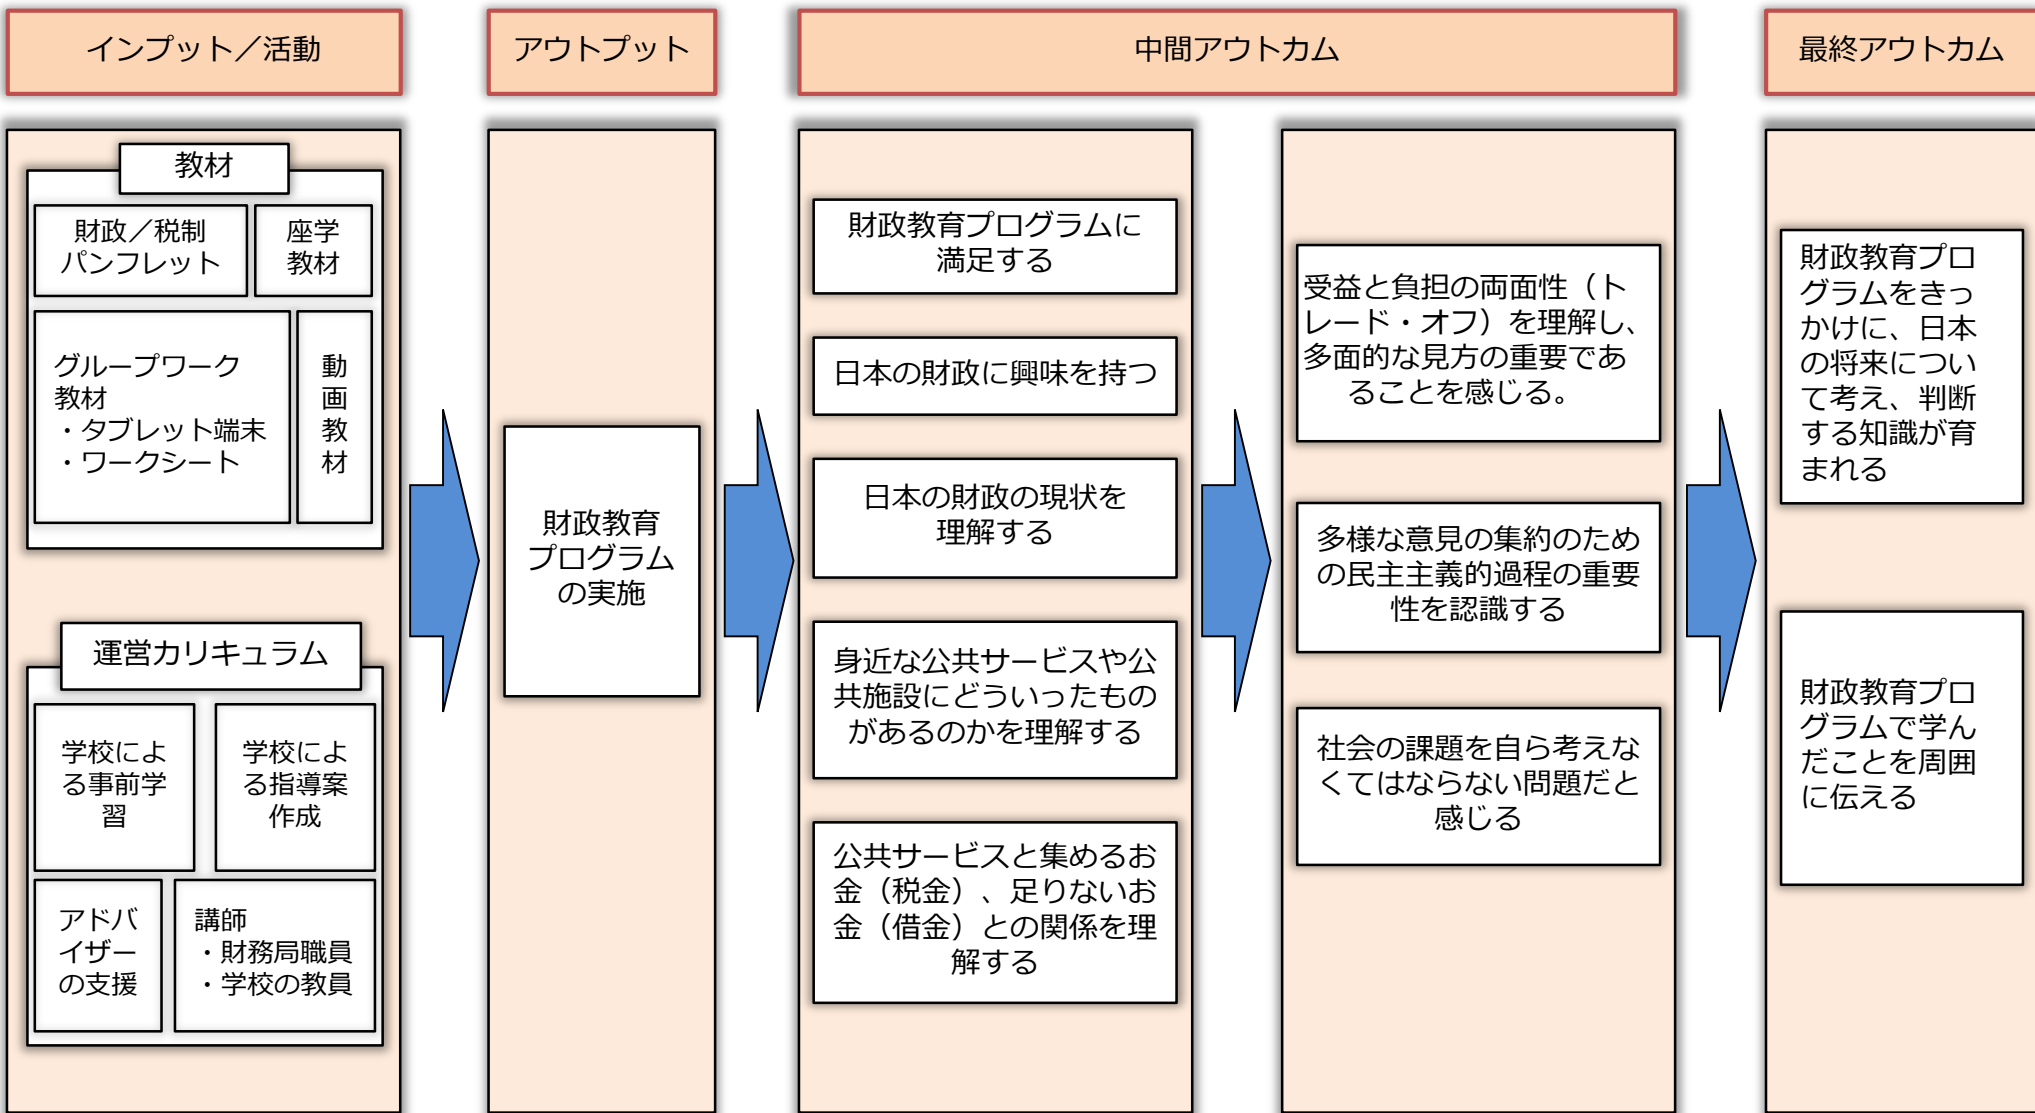 インプット／活動
アウトプット
中間アウトカム
最終アウトカム
教材
財政／税制
パンフレット
座学
教材
グループワーク
教材
・タブレット端末
・ワークシート
動
画
教
材
運営カリキュラム
学校によ
る事前学
習
学校によ
る指導案
作成
アドバ
イザー
の支援
講師
・財務局職員
・学校の教員
財政教育
プログラム
の実施
財政教育プログラムに
満足する
日本の財政に興味を持つ
日本の財政の現状を
理解する
身近な公共サービスや公
共施設にどういったもの
があるのかを理解する
公共サービスと集めるお
金（税金）、足りないお
金（借金）との関係を理
解する
受益と負担の両面性（ト
レード・オフ）を理解し、
多面的な見方の重要であ
ることを感じる。
多様な意見の集約のため
の民主主義的過程の重要
性を認識する
社会の課題を自ら考えな
くてはならない問題だと
感じる
財政教育プロ
グラムをきっ
かけに、日本
の将来につい
て考え、判断
する知識が育
まれる
財政教育プロ
グラムで学ん
だことを周囲
に伝える